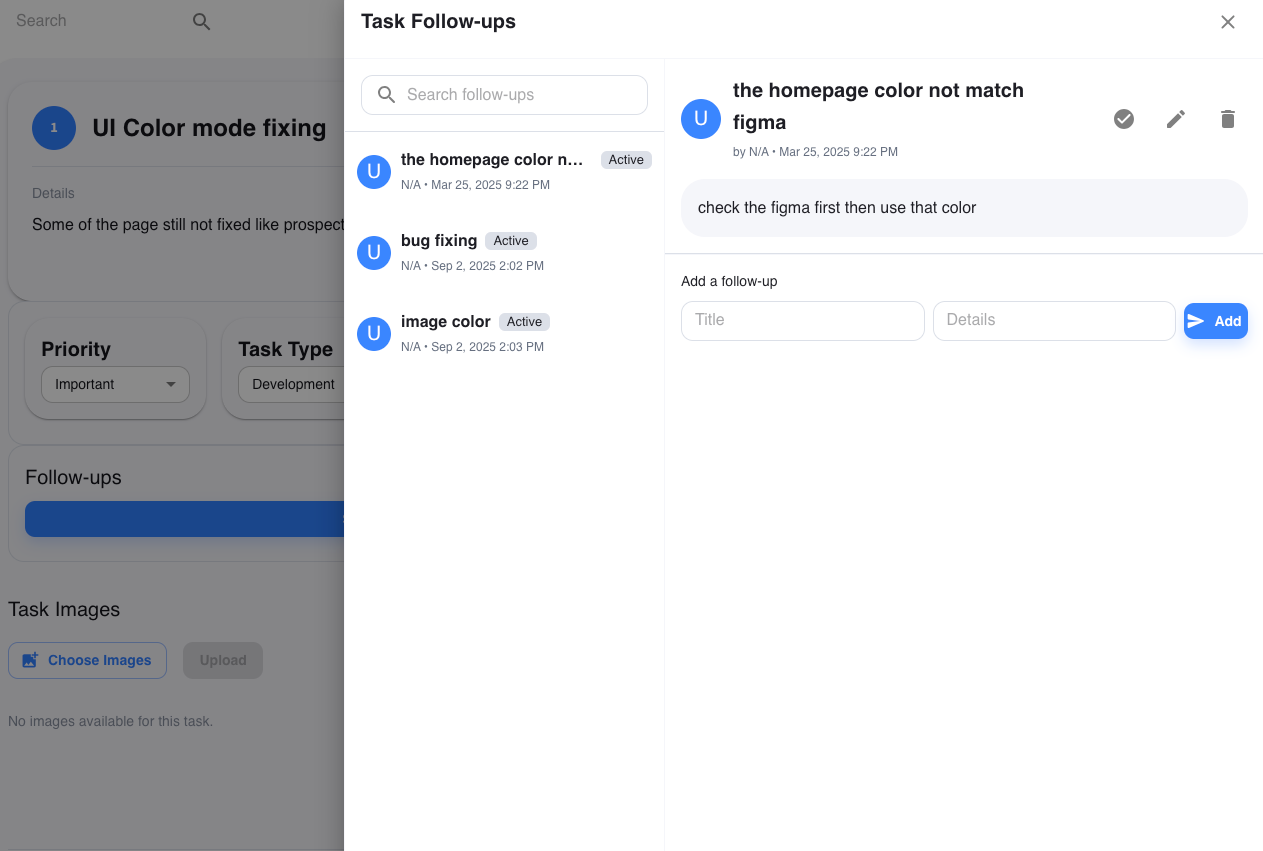 Search
1
UI Color mode fixing
Details
Some of the page still not fixed like prospect
Priority
Important
Task Type
Development
Follow-ups
Task Images
Choose Images
Upload
No images available for this task.
Task Follow-ups
Search follow-ups
U
the homepage color n... Active
N/A • Mar 25, 2025 9:22 PM
U
bug fixing Active
N/A • Sep 2, 2025 2:02 PM
U
image color Active
N/A • Sep 2, 2025 2:03 PM
U
the homepage color not match
figma
by N/A • Mar 25, 2025 9:22 PM
check the figma first then use that color
Add a follow-up
Title
Details
Add